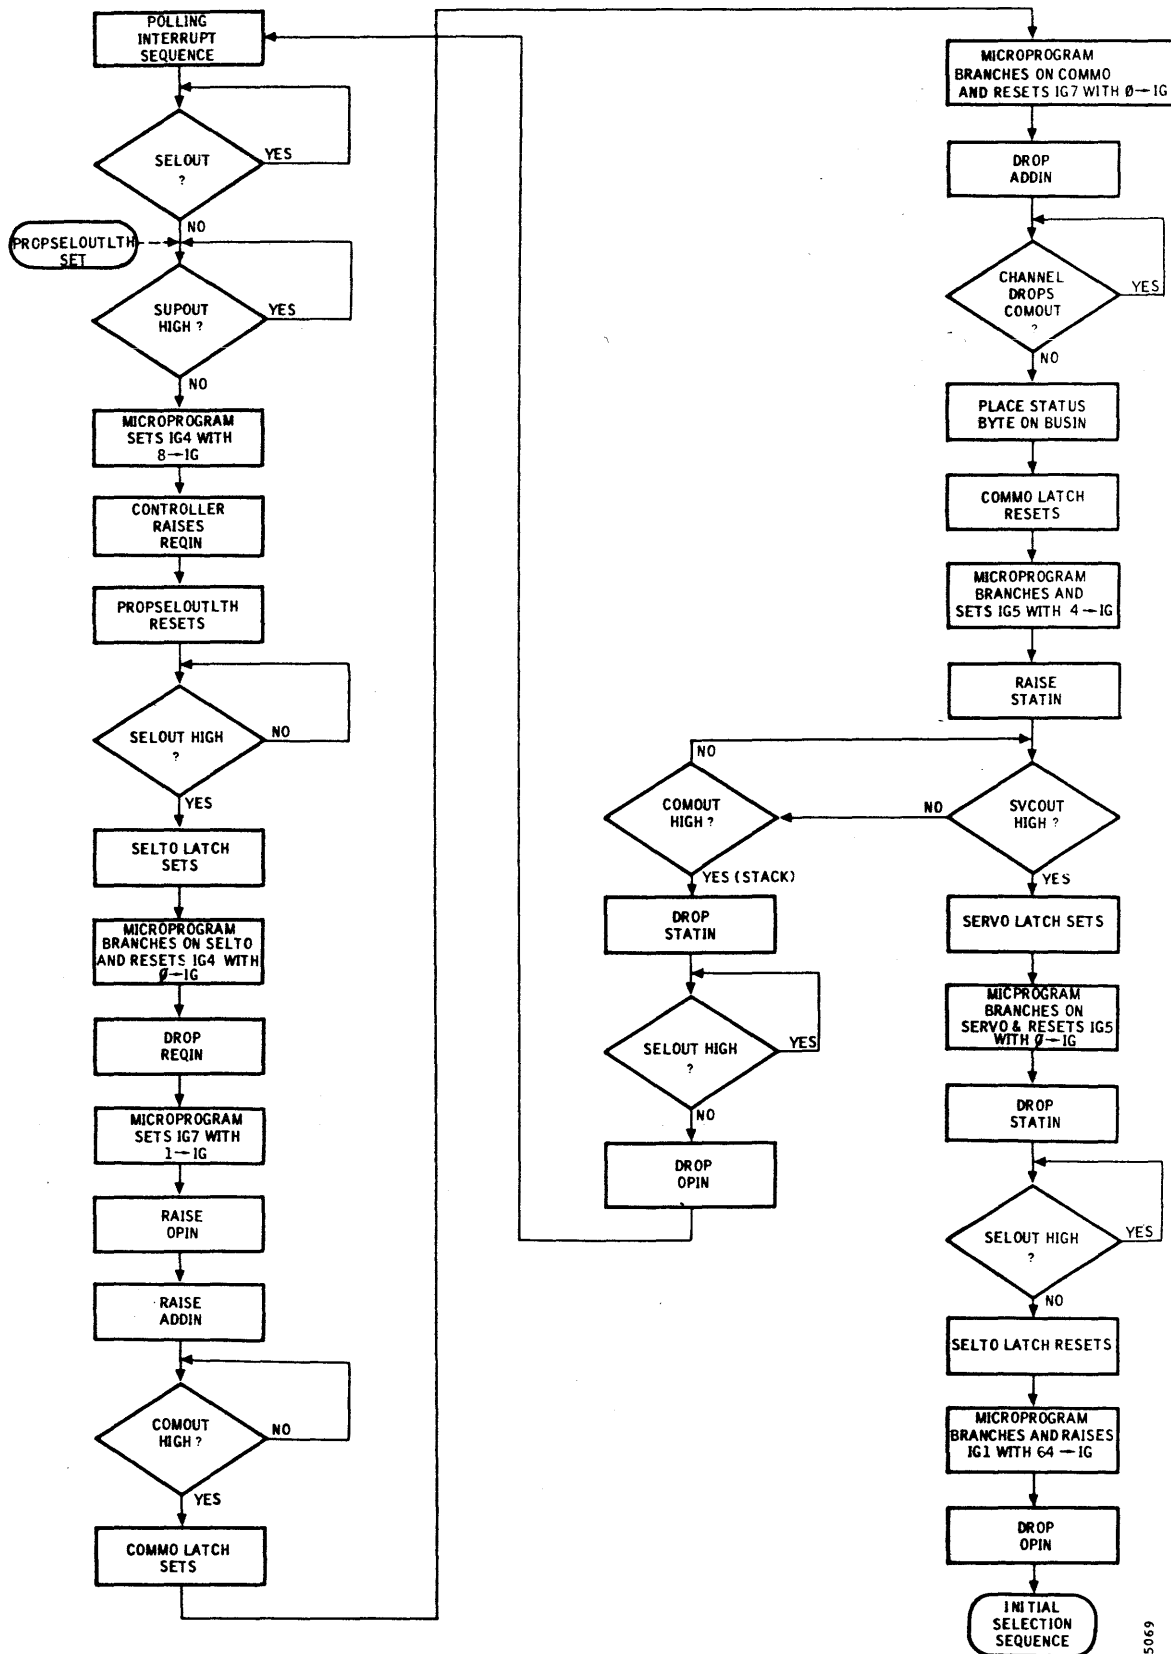 POLLING
INTERRUPT
SEQUENCE
SELOUT
?
YES
NO
PROPSELOUTLTH
SET
SUPOUT
HIGH ?
YES
NO
MICROPROGRAM
SETS IG4 WITH
8→IG
CONTROLLER
RAISES
REQIN
PROPSELOUTLTH
RESETS
SELOUT HIGH
?
NO
YES
SELTO LATCH
SETS
MICROPROGRAM
BRANCHES ON SELTO
AND RESETS IG4 WITH
Ø→IG
DROP
REQIN
MICROPROGRAM
SETS IG7 WITH
1→IG
RAISE
OPIN
RAISE
ADDIN
COMOUT
HIGH ?
NO
YES
COMMO LATCH
SETS
MICROPROGRAM
BRANCHES ON COMMO
AND RESETS IG7 WITH Ø→IG
DROP
ADDIN
CHANNEL
DROPS
COMOUT
?
YES
NO
PLACE STATUS
BYTE ON BUSIN
COMMO LATCH
RESETS
MICROPROGRAM
BRANCHES AND
SETS IG5 WITH 4→IG
RAISE
STATIN
SVCOUT
HIGH ?
NO
YES
COMOUT
HIGH ?
NO
YES (STACK)
DROP
STATIN
SELOUT HIGH
?
YES
NO
DROP
OPIN
SERVO LATCH SETS
MICPROGRAM
BRANCHES ON
SERVO & RESETS IG5
WITH Ø→IG
DROP
STATIN
SELOUT HIGH
?
YES
NO
SELTO LATCH RESETS
MICROPROGRAM
BRANCHES AND RAISES
IG1 WITH 64→IG
DROP
OPIN
INITIAL
SELECTION
SEQUENCE
5069